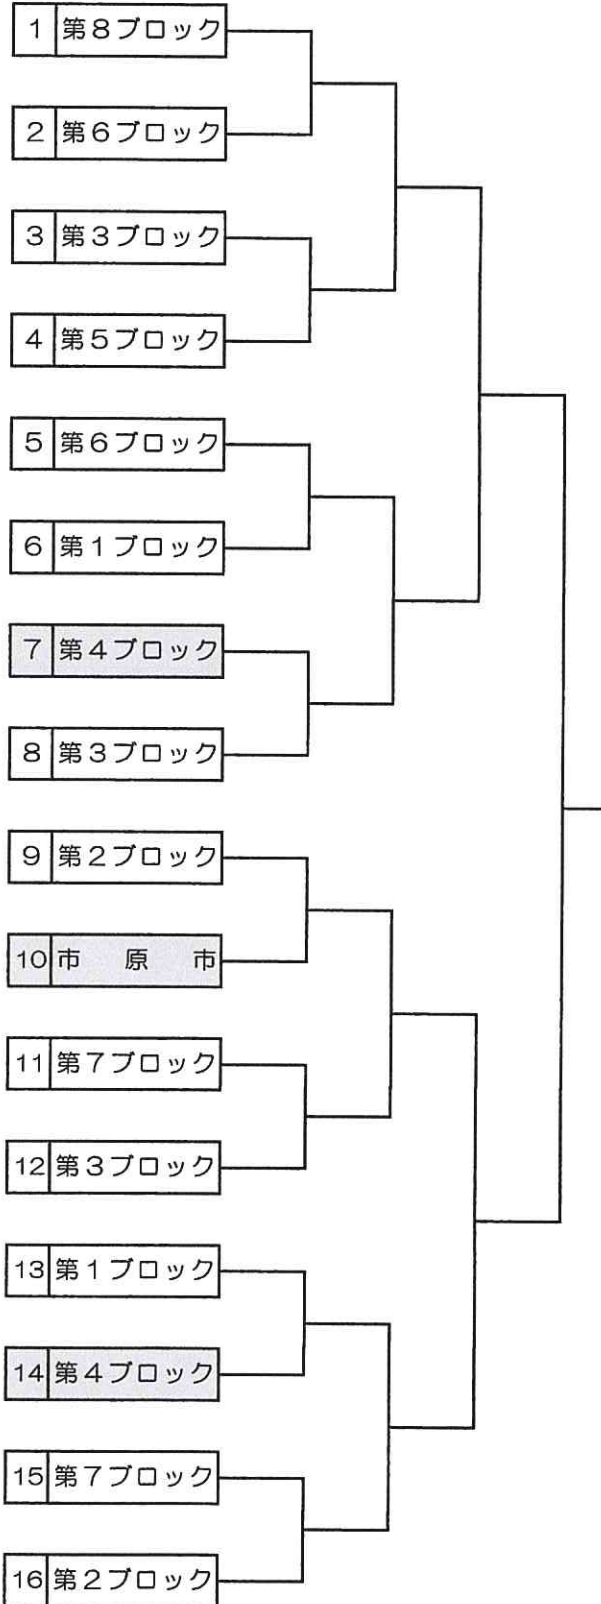 1 第8ブロック
2 第6ブロック
3 第3ブロック
4 第5ブロック
5 第6ブロック
6 第1ブロック
7 第4ブロック
8 第3ブロック
9 第2ブロック
10 市 原 市
11 第7ブロック
12 第3ブロック
13 第1ブロック
14 第4ブロック
15 第7ブロック
16 第2ブロック